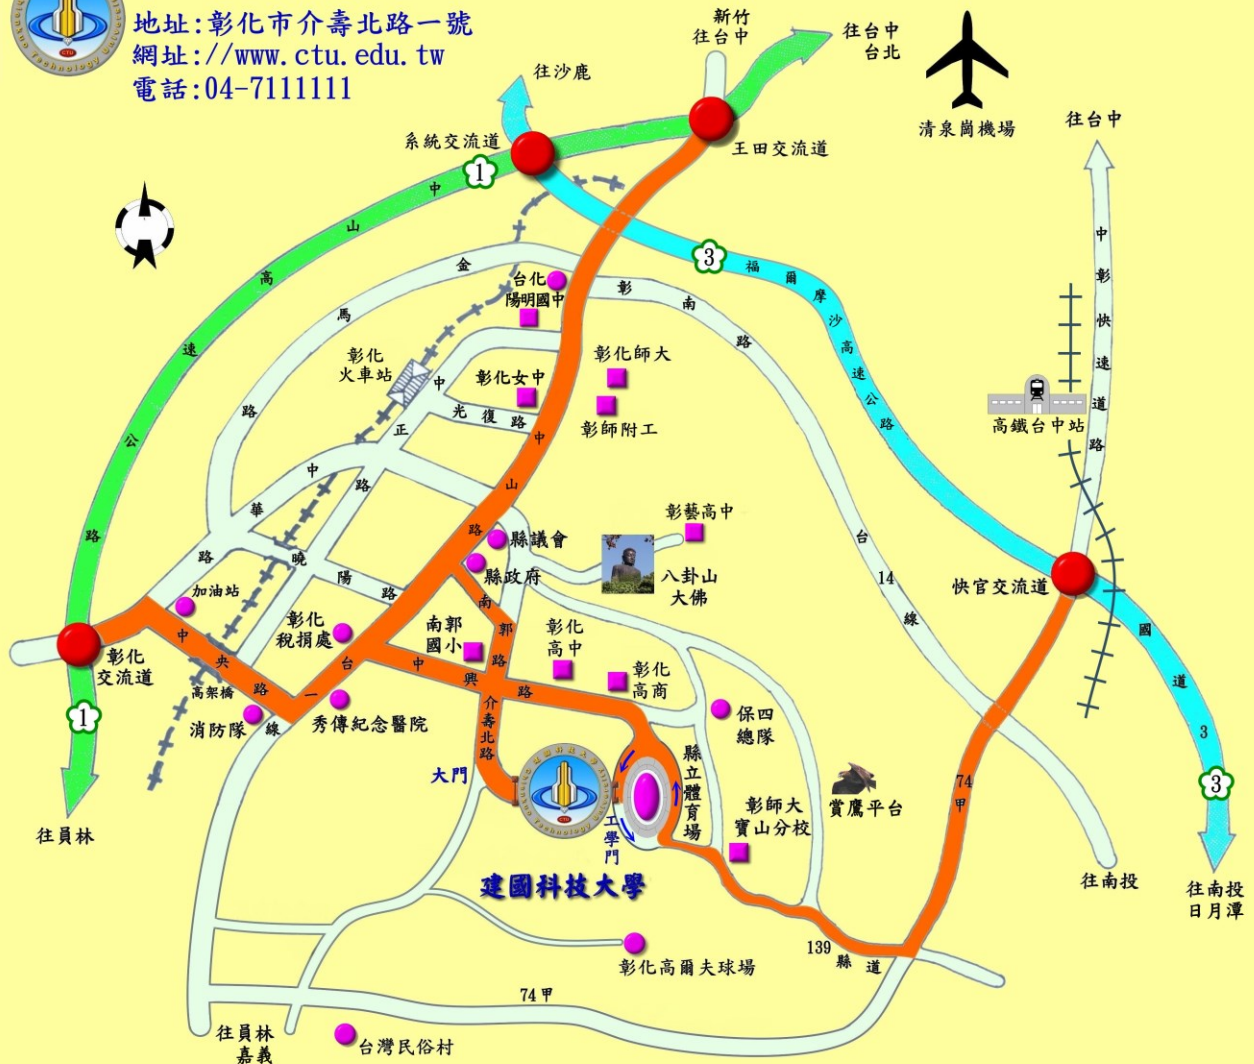 地址:彰化市介壽北路一號
網址://www.ctu.edu.tw
電話:04-7111111
新竹
往台中
往台中
台北
往沙鹿
清泉崗機場
往台中
系統交流道
王田交流道
1
中山高速公路
3
福爾摩沙高速公路
中彰快速道路
金馬路
台化
陽明國中
彰南路
彰化
火車站
彰化女中
彰化師大
彰師附工
高鐵台中站
中正路
光復路
中山路
中華路
曉陽路
彰藝高中
縣議會
縣政府
八卦山
大佛
台14線
快官交流道
加油站
彰化
稅捐處
南郭
國小
南郭路
彰化
高中
彰化
高商
彰化
交流道
中央路
高架橋
台一線
中興路
國道3
1
消防隊
秀傳紀念醫院
介壽北路
保四
總隊
大門
縣立體育場
工學門
彰師大
寶山分校
賞鷹平台
74甲
3
往員林
建國科技大學
CTU
往南投
往南投
日月潭
139
縣道
彰化高爾夫球場
74甲
往員林
嘉義
台灣民俗村